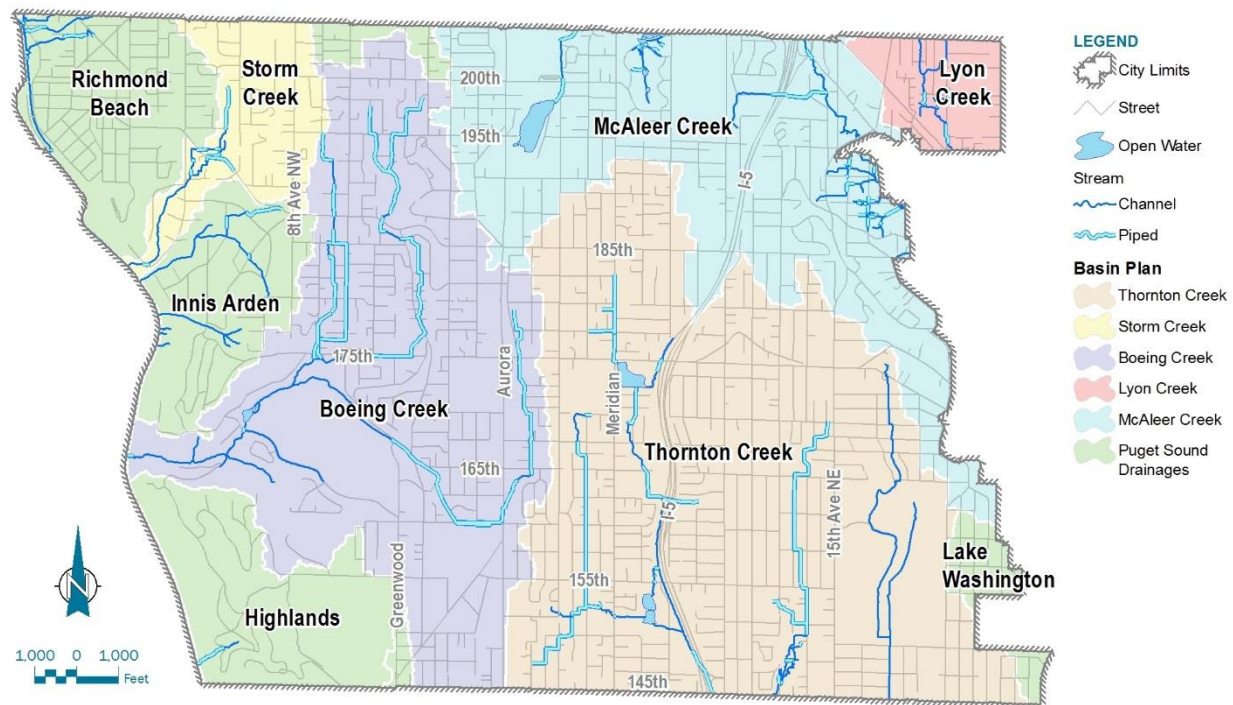 Richmond
Beach
Storm
Creek
200th
195th
McAleer Creek
Lyon
Creek
8th Ave NW
I-5
185th
Innis Arden
175th
Aurora
Meridian
Boeing Creek
Thornton Creek
165th
I-5
15th Ave NE
Greenwood
155th
Lake
Washington
Highlands
145th
N
1,000 0 1,000
Feet
LEGEND
City Limits
Street
Open Water
Stream
Channel
Piped
Basin Plan
Thornton Creek
Storm Creek
Boeing Creek
Lyon Creek
McAleer Creek
Puget Sound
Drainages